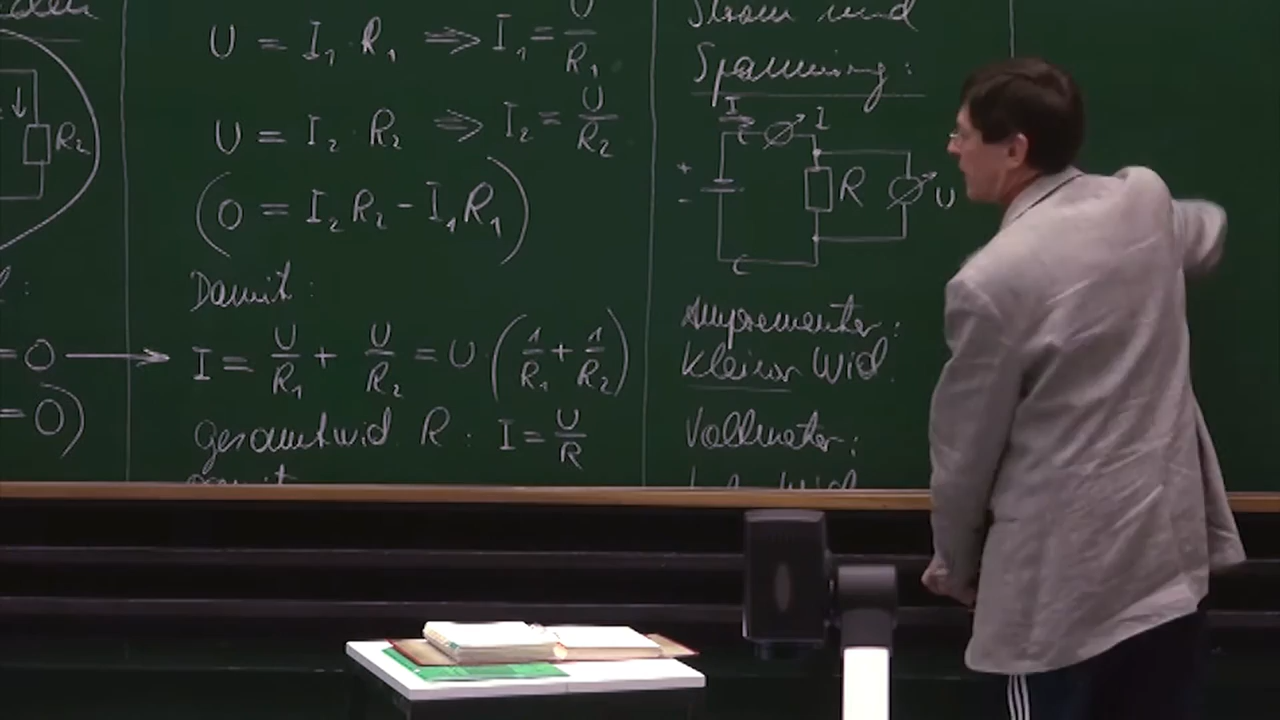 R₂
= 0
= 0)
U = I₁ · R₁ ⇒ I₁ = U/R₁
U = I₂ · R₂ ⇒ I₂ = U/R₂
(0 = I₂ R₂ − I₁ R₁)
Damit:
I = U/R₁ + U/R₂ = U · (1/R₁ + 1/R₂)
Gesamtwid R: I = U/R
Strom und
Spannung:
I
I
+
-
R
U
Amperemeter:
kleiner Wid.
Voltmeter: